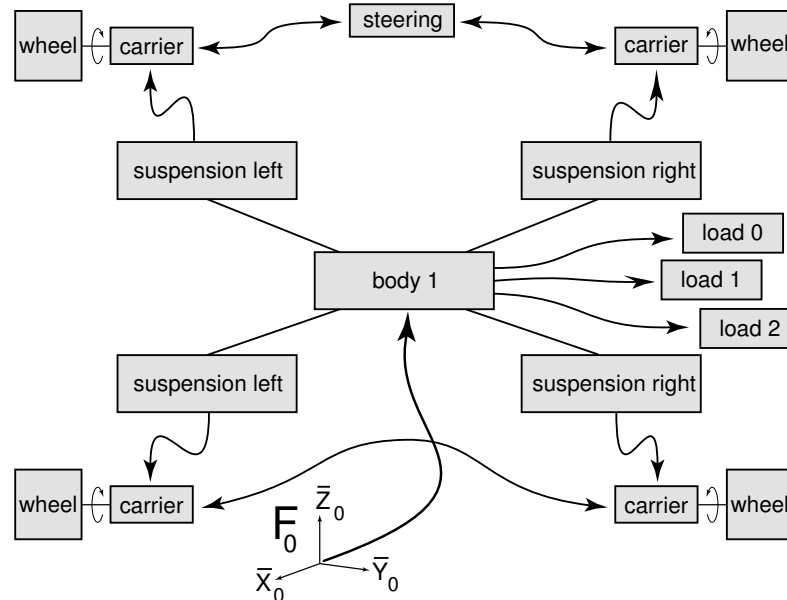 steering
wheel
carrier
carrier
wheel
suspension left
suspension right
load 0
body 1
load 1
load 2
suspension left
suspension right
wheel
carrier
carrier
wheel
F₀
Z̅₀
X̅₀
Y̅₀